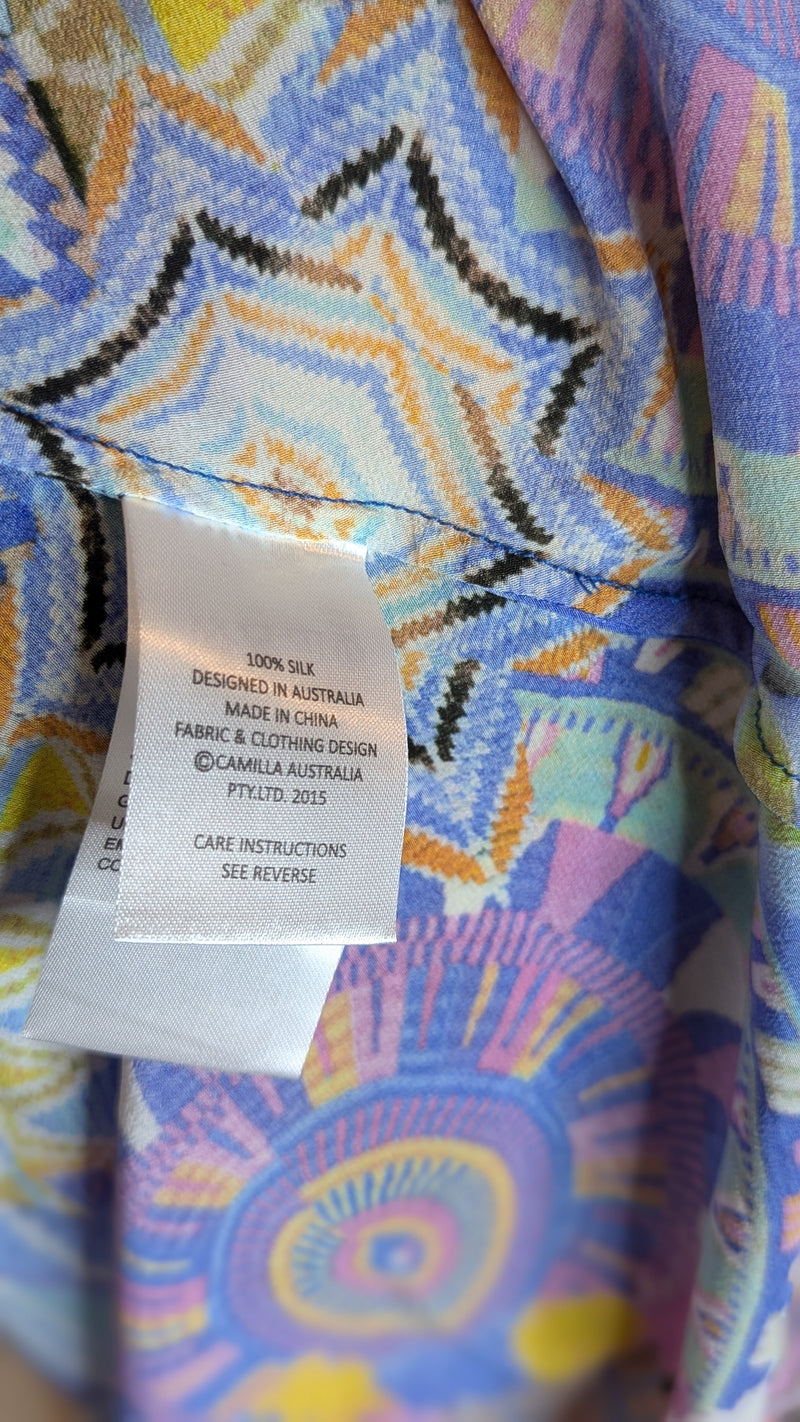 100% SILK
DESIGNED IN AUSTRALIA
MADE IN CHINA
FABRIC & CLOTHING DESIGN
©CAMILLA AUSTRALIA
PTY.LTD. 2015
CARE INSTRUCTIONS
SEE REVERSE